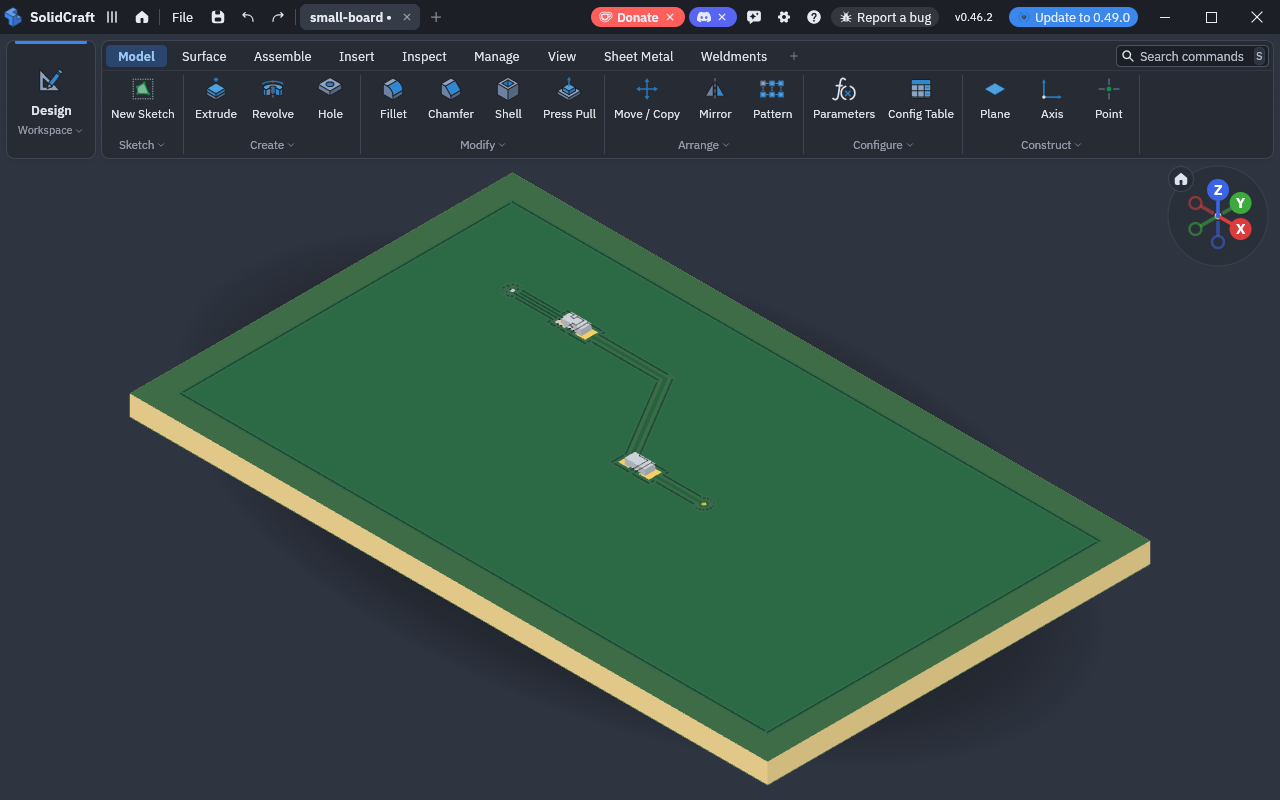 SolidCraft
File
small-board •
Donate
Report a bug
v0.46.2
Update to 0.49.0
Design
Workspace
Model
Surface
Assemble
Insert
Inspect
Manage
View
Sheet Metal
Weldments
Search commands
S
New Sketch
Extrude
Revolve
Hole
Fillet
Chamfer
Shell
Press Pull
Move / Copy
Mirror
Pattern
Parameters
Config Table
Plane
Axis
Point
Sketch
Create
Modify
Arrange
Configure
Construct
Z
Y
X